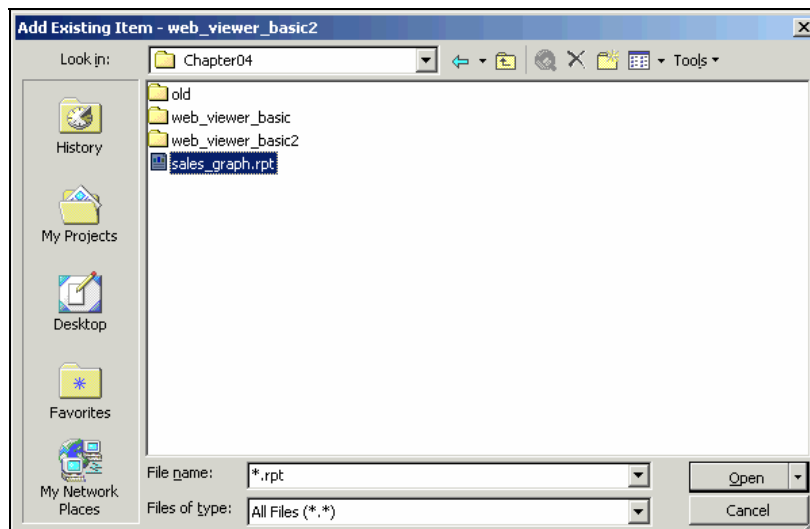 Add Existing Item - web_viewer_basic2
Look in: Chapter04 Tools
old
web_viewer_basic
web_viewer_basic2
sales_graph.rpt
History
My Projects
Desktop
Favorites
My Network
Places
File name: *.rpt Open
Files of type: All Files (*.*) Cancel